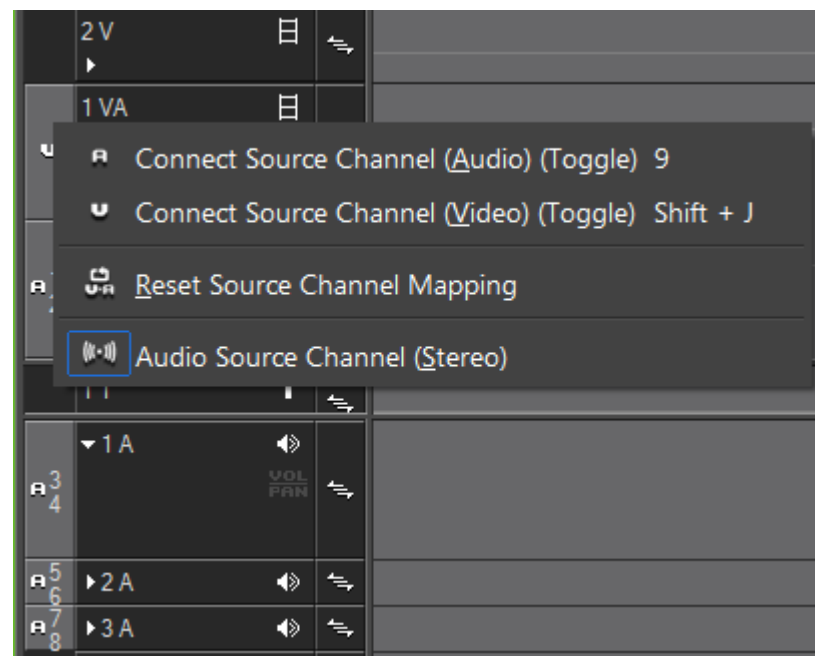 2 V
1 VA
Connect Source Channel (Audio) (Toggle) 9
Connect Source Channel (Video) (Toggle) Shift + J
Reset Source Channel Mapping
Audio Source Channel (Stereo)
1 A
VOL
PAN
A 3
4
A 5
6
2 A
A 7
8
3 A